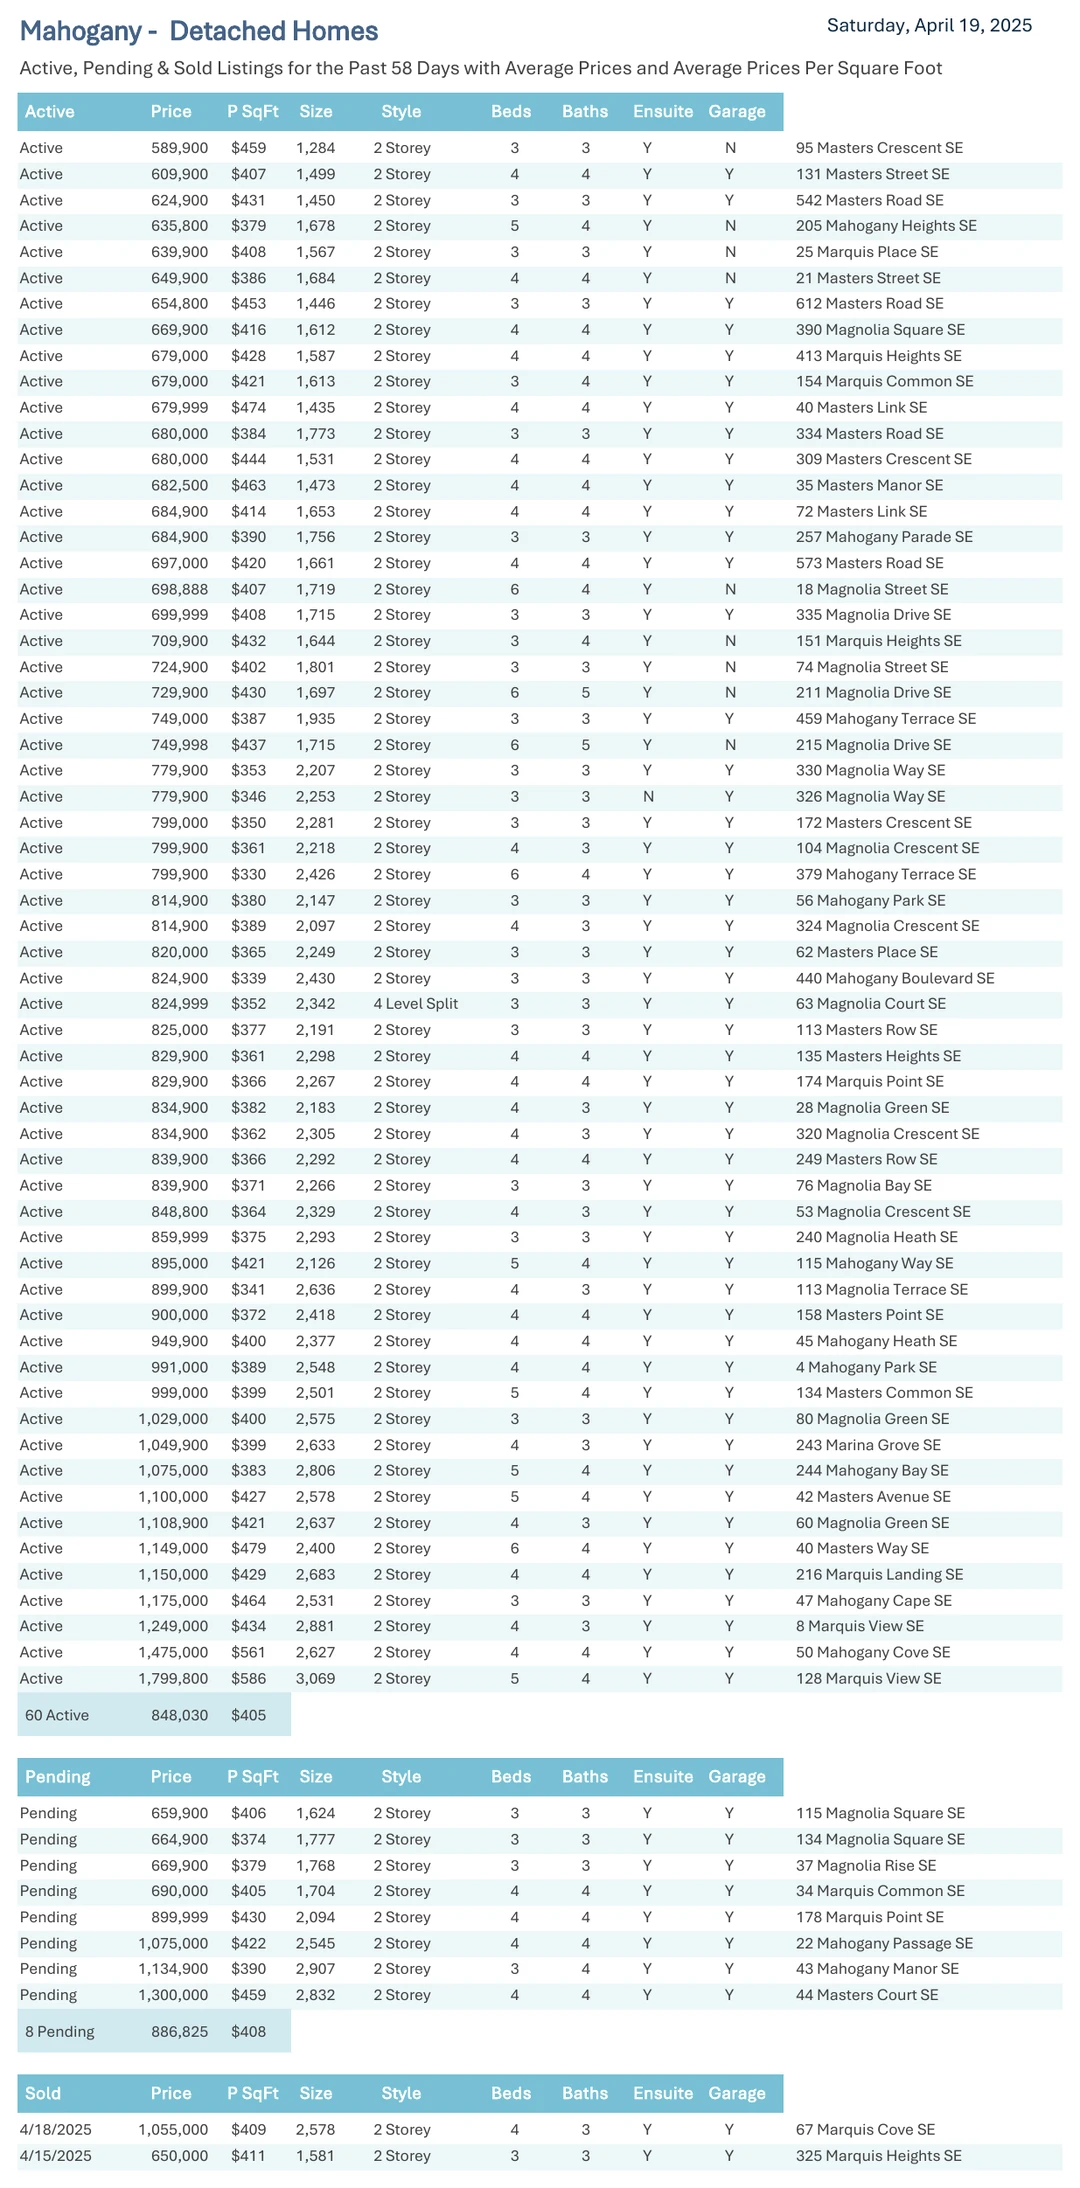 Mahogany - Detached Homes
Saturday, April 19, 2025
Active, Pending & Sold Listings for the Past 58 Days with Average Prices and Average Prices Per Square Foot
Active Price P SqFt Size Style Beds Baths Ensuite Garage
Active 589,900 $459 1,284 2 Storey 3 3 Y N 95 Masters Crescent SE
Active 609,900 $407 1,499 2 Storey 4 4 Y Y 131 Masters Street SE
Active 624,900 $431 1,450 2 Storey 3 3 Y Y 542 Masters Road SE
Active 635,800 $379 1,678 2 Storey 5 4 Y N 205 Mahogany Heights SE
Active 639,900 $408 1,567 2 Storey 3 3 Y N 25 Marquis Place SE
Active 649,900 $386 1,684 2 Storey 4 4 Y N 21 Masters Street SE
Active 654,800 $453 1,446 2 Storey 3 3 Y Y 612 Masters Road SE
Active 669,900 $416 1,612 2 Storey 4 4 Y Y 390 Magnolia Square SE
Active 679,000 $428 1,587 2 Storey 4 4 Y Y 413 Marquis Heights SE
Active 679,000 $421 1,613 2 Storey 3 4 Y Y 154 Marquis Common SE
Active 679,999 $474 1,435 2 Storey 4 4 Y Y 40 Masters Link SE
Active 680,000 $384 1,773 2 Storey 3 3 Y Y 334 Masters Road SE
Active 680,000 $444 1,531 2 Storey 4 4 Y Y 309 Masters Crescent SE
Active 682,500 $463 1,473 2 Storey 4 4 Y Y 35 Masters Manor SE
Active 684,900 $414 1,653 2 Storey 4 4 Y Y 72 Masters Link SE
Active 684,900 $390 1,756 2 Storey 3 3 Y Y 257 Mahogany Parade SE
Active 697,000 $420 1,661 2 Storey 4 4 Y Y 573 Masters Road SE
Active 698,888 $407 1,719 2 Storey 6 4 Y N 18 Magnolia Street SE
Active 699,999 $408 1,715 2 Storey 3 3 Y Y 335 Magnolia Drive SE
Active 709,900 $432 1,644 2 Storey 3 4 Y N 151 Marquis Heights SE
Active 724,900 $402 1,801 2 Storey 3 3 Y N 74 Magnolia Street SE
Active 729,900 $430 1,697 2 Storey 6 5 Y N 211 Magnolia Drive SE
Active 749,000 $387 1,935 2 Storey 3 3 Y Y 459 Mahogany Terrace SE
Active 749,998 $437 1,715 2 Storey 6 5 Y N 215 Magnolia Drive SE
Active 779,900 $353 2,207 2 Storey 3 3 Y Y 330 Magnolia Way SE
Active 779,900 $346 2,253 2 Storey 3 3 N Y 326 Magnolia Way SE
Active 799,000 $350 2,281 2 Storey 3 3 Y Y 172 Masters Crescent SE
Active 799,900 $361 2,218 2 Storey 4 3 Y Y 104 Magnolia Crescent SE
Active 799,900 $330 2,426 2 Storey 6 4 Y Y 379 Mahogany Terrace SE
Active 814,900 $380 2,147 2 Storey 3 3 Y Y 56 Mahogany Park SE
Active 814,900 $389 2,097 2 Storey 4 3 Y Y 324 Magnolia Crescent SE
Active 820,000 $365 2,249 2 Storey 3 3 Y Y 62 Masters Place SE
Active 824,900 $339 2,430 2 Storey 3 3 Y Y 440 Mahogany Boulevard SE
Active 824,999 $352 2,342 4 Level Split 3 3 Y Y 63 Magnolia Court SE
Active 825,000 $377 2,191 2 Storey 3 3 Y Y 113 Masters Row SE
Active 829,900 $361 2,298 2 Storey 4 4 Y Y 135 Masters Heights SE
Active 829,900 $366 2,267 2 Storey 4 4 Y Y 174 Marquis Point SE
Active 834,900 $382 2,183 2 Storey 4 3 Y Y 28 Magnolia Green SE
Active 834,900 $362 2,305 2 Storey 4 3 Y Y 320 Magnolia Crescent SE
Active 839,900 $366 2,292 2 Storey 4 4 Y Y 249 Masters Row SE
Active 839,900 $371 2,266 2 Storey 3 3 Y Y 76 Magnolia Bay SE
Active 848,800 $364 2,329 2 Storey 4 3 Y Y 53 Magnolia Crescent SE
Active 859,999 $375 2,293 2 Storey 3 3 Y Y 240 Magnolia Heath SE
Active 895,000 $421 2,126 2 Storey 5 4 Y Y 115 Mahogany Way SE
Active 899,900 $341 2,636 2 Storey 4 3 Y Y 113 Magnolia Terrace SE
Active 900,000 $372 2,418 2 Storey 4 4 Y Y 158 Masters Point SE
Active 949,900 $400 2,377 2 Storey 4 4 Y Y 45 Mahogany Heath SE
Active 991,000 $389 2,548 2 Storey 4 4 Y Y 4 Mahogany Park SE
Active 999,000 $399 2,501 2 Storey 5 4 Y Y 134 Masters Common SE
Active 1,029,000 $400 2,575 2 Storey 3 3 Y Y 80 Magnolia Green SE
Active 1,049,900 $399 2,633 2 Storey 4 3 Y Y 243 Marina Grove SE
Active 1,075,000 $383 2,806 2 Storey 5 4 Y Y 244 Mahogany Bay SE
Active 1,100,000 $427 2,578 2 Storey 5 4 Y Y 42 Masters Avenue SE
Active 1,108,900 $421 2,637 2 Storey 4 3 Y Y 60 Magnolia Green SE
Active 1,149,000 $479 2,400 2 Storey 6 4 Y Y 40 Masters Way SE
Active 1,150,000 $429 2,683 2 Storey 4 4 Y Y 216 Marquis Landing SE
Active 1,175,000 $464 2,531 2 Storey 3 3 Y Y 47 Mahogany Cape SE
Active 1,249,000 $434 2,881 2 Storey 4 3 Y Y 8 Marquis View SE
Active 1,475,000 $561 2,627 2 Storey 4 4 Y Y 50 Mahogany Cove SE
Active 1,799,800 $586 3,069 2 Storey 5 4 Y Y 128 Marquis View SE
60 Active 848,030 $405
Pending Price P SqFt Size Style Beds Baths Ensuite Garage
Pending 659,900 $406 1,624 2 Storey 3 3 Y Y 115 Magnolia Square SE
Pending 664,900 $374 1,777 2 Storey 3 3 Y Y 134 Magnolia Square SE
Pending 669,900 $379 1,768 2 Storey 3 3 Y Y 37 Magnolia Rise SE
Pending 690,000 $405 1,704 2 Storey 4 4 Y Y 34 Marquis Common SE
Pending 899,999 $430 2,094 2 Storey 4 4 Y Y 178 Marquis Point SE
Pending 1,075,000 $422 2,545 2 Storey 4 4 Y Y 22 Mahogany Passage SE
Pending 1,134,900 $390 2,907 2 Storey 3 4 Y Y 43 Mahogany Manor SE
Pending 1,300,000 $459 2,832 2 Storey 4 4 Y Y 44 Masters Court SE
8 Pending 886,825 $408
Sold Price P SqFt Size Style Beds Baths Ensuite Garage
4/18/2025 1,055,000 $409 2,578 2 Storey 4 3 Y Y 67 Marquis Cove SE
4/15/2025 650,000 $411 1,581 2 Storey 3 3 Y Y 325 Marquis Heights SE